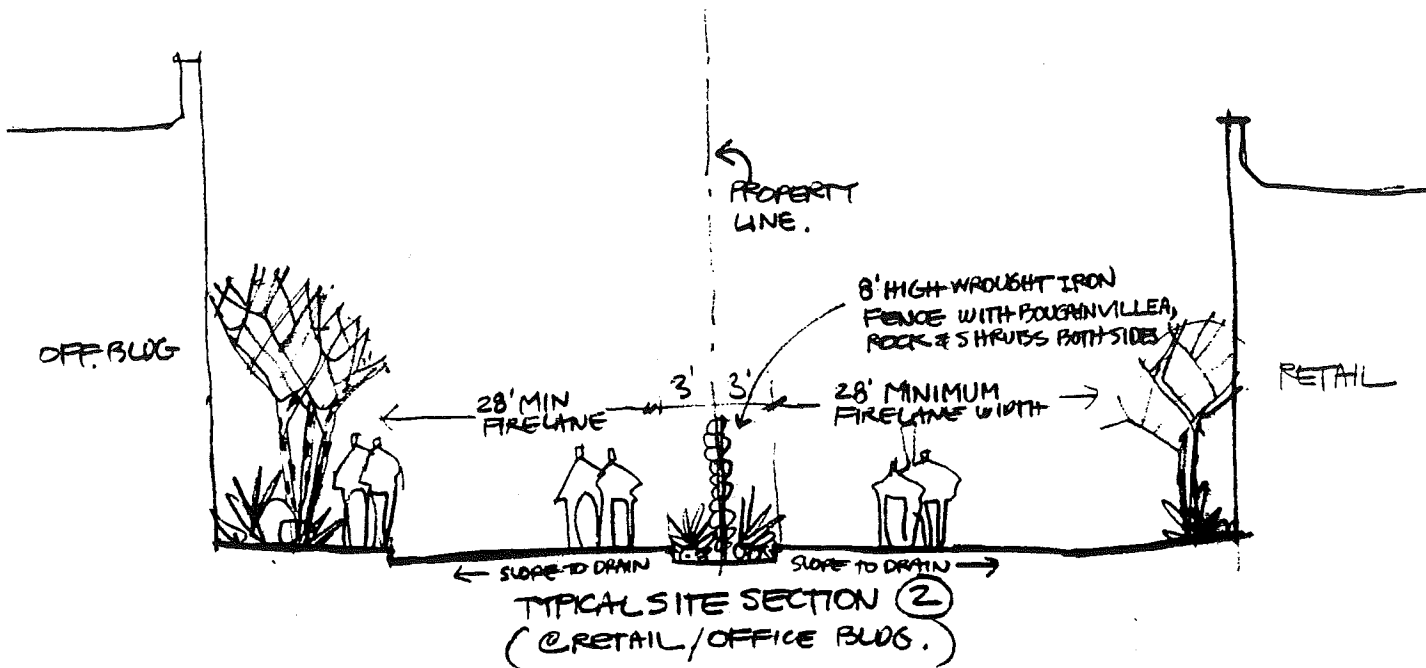 PROPERTY
LINE.
8' HIGH WROUGHT IRON
FENCE WITH BOUGAINVILLEA,
ROCK & SHRUBS BOTH SIDES
OFF. BLDG
RETAIL
28' MIN
FIRELANE
3' 3'
28' MINIMUM
FIRELANE WIDTH
SLOPE TO DRAIN
SLOPE TO DRAIN
TYPICAL SITE SECTION 2
(@ RETAIL/OFFICE BLDG.)